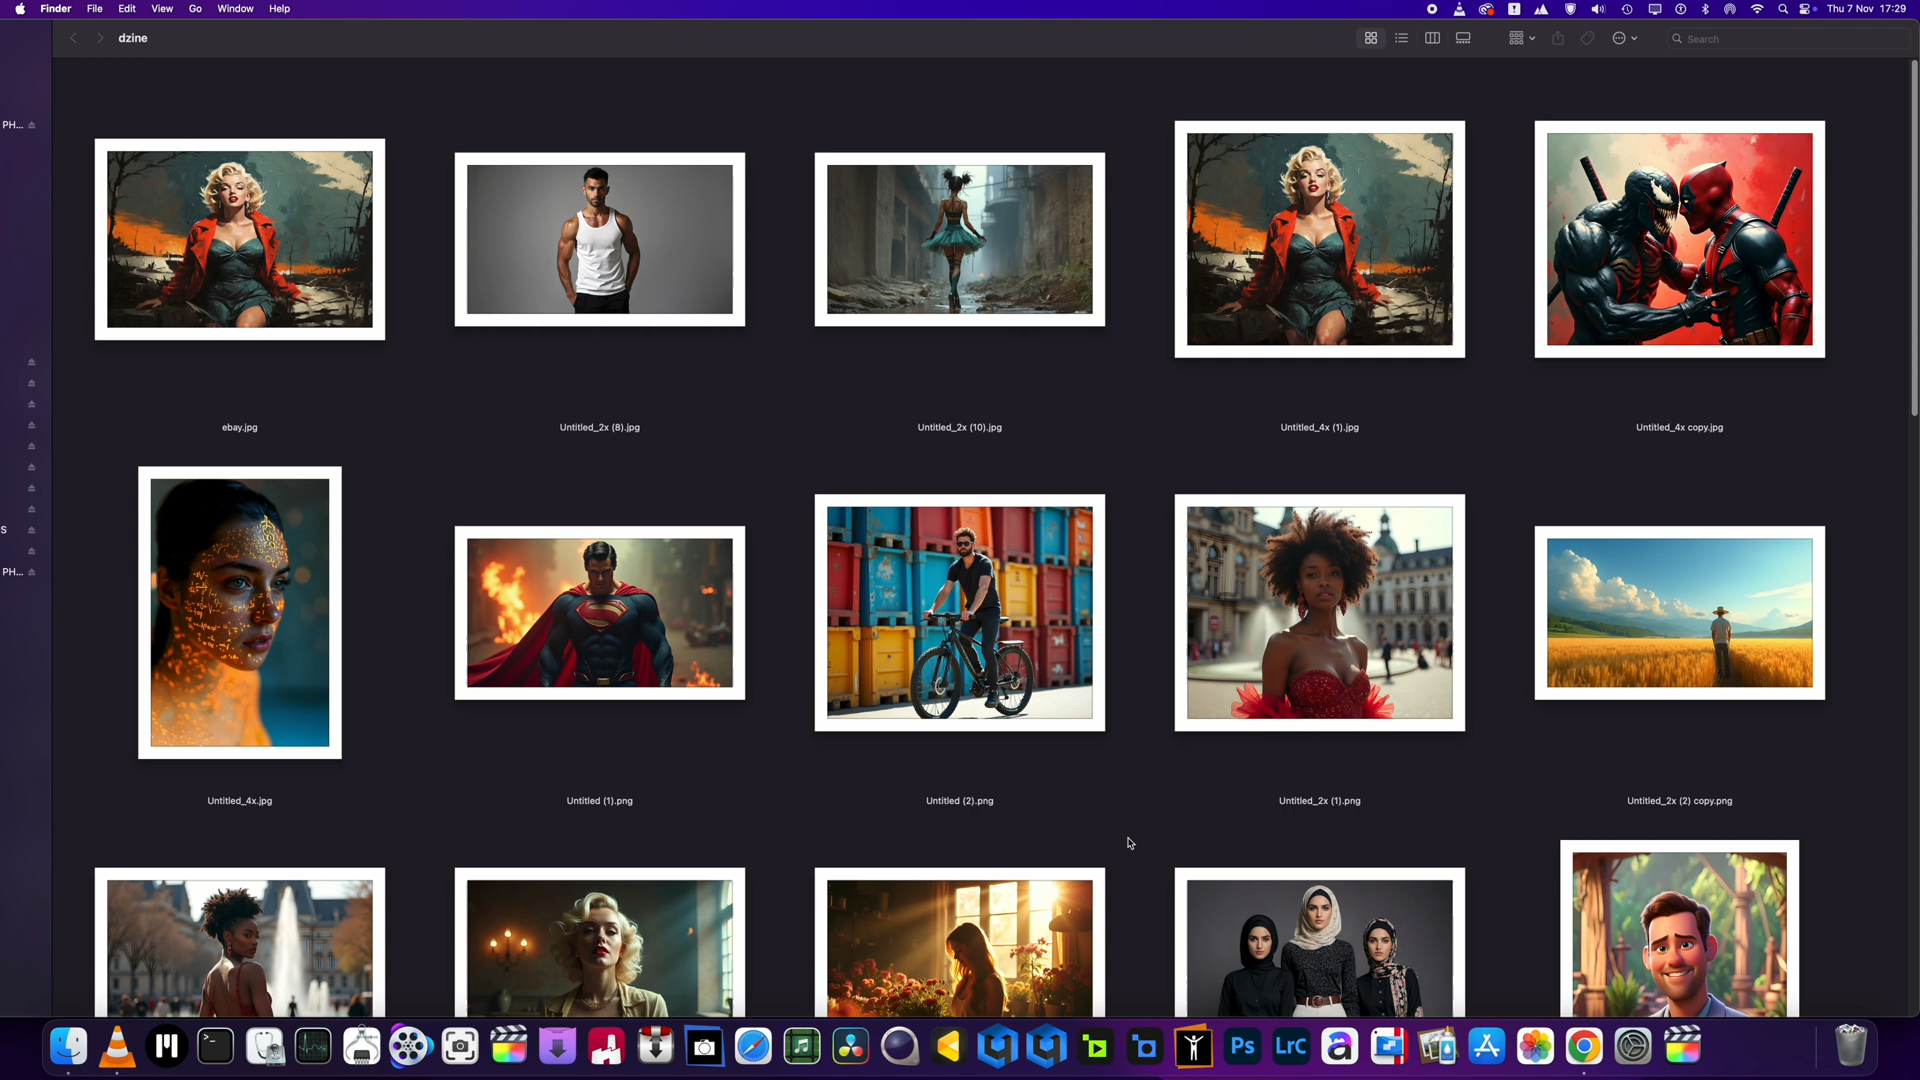 Finder File Edit View Go Window Help Thu 7 Nov 17:29
dzine Search
PH...
ebay.jpg Untitled_2x (8).jpg Untitled_2x (10).jpg Untitled_4x (1).jpg Untitled_4x copy.jpg
S
PH...
Untitled_4x.jpg Untitled (1).png Untitled (2).png Untitled_2x (1).png Untitled_2x (2) copy.png
Ps LrC